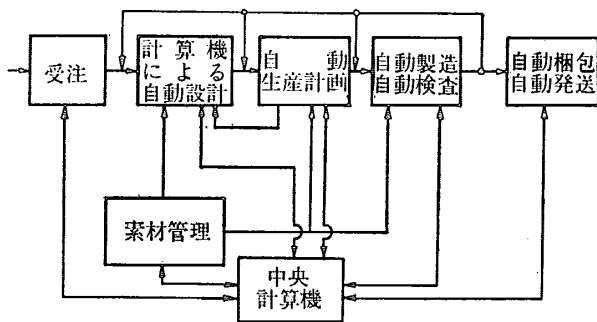 受注
計算機
による
自動設計
自動
生産計画
自動製造
自動検査
自動梱包
自動発送
素材管理
中央
計算機